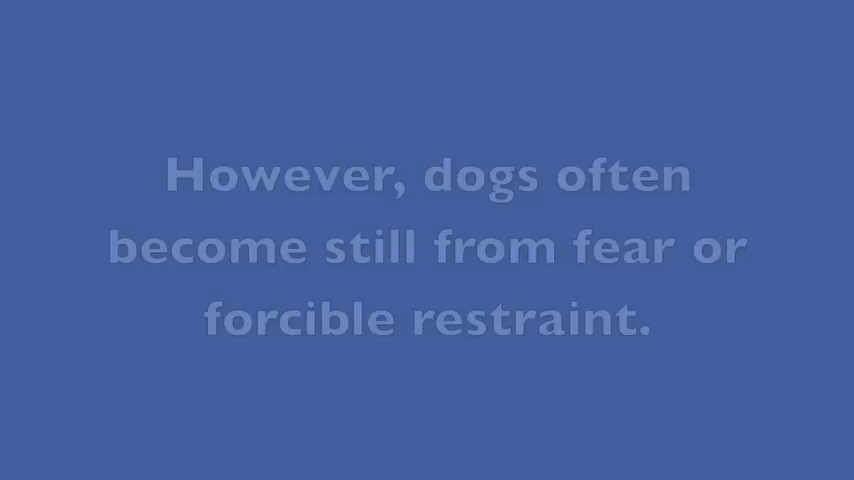 However, dogs often
become still from fear or
forcible restraint.